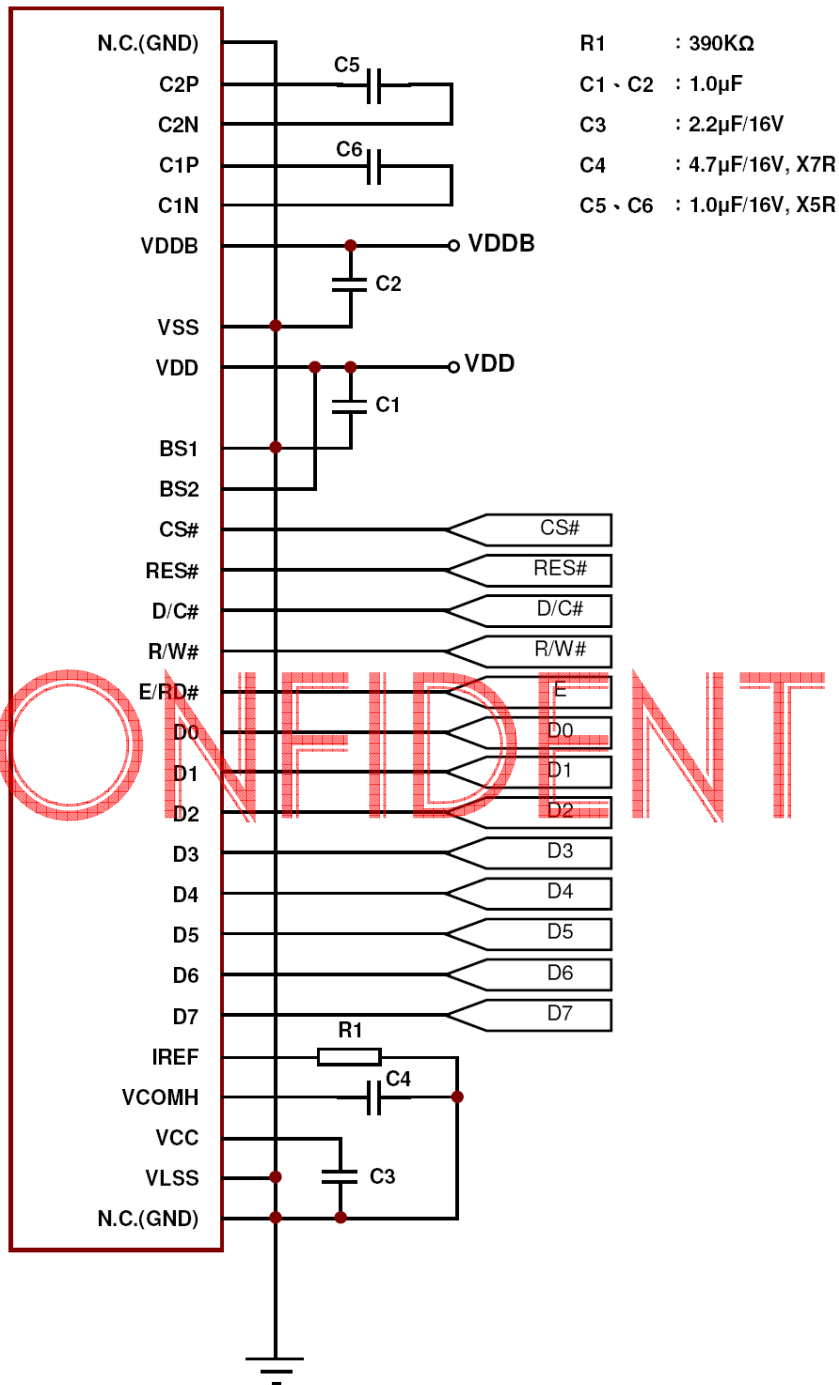 N.C.(GND)
C2P
C2N
C1P
C1N
VDDB
VSS
VDD
BS1
BS2
CS#
RES#
D/C#
R/W#
E/RD#
D0
D1
D2
D3
D4
D5
D6
D7
IREF
VCOMH
VCC
VLSS
N.C.(GND)
C5
C6
VDDB
C2
VDD
C1
CS#
RES#
D/C#
R/W#
E
D0
D1
D2
D3
D4
D5
D6
D7
R1
C4
C3
R1 : 390KΩ
C1、C2 : 1.0μF
C3 : 2.2μF/16V
C4 : 4.7μF/16V, X7R
C5、C6 : 1.0μF/16V, X5R
ONFIDENT